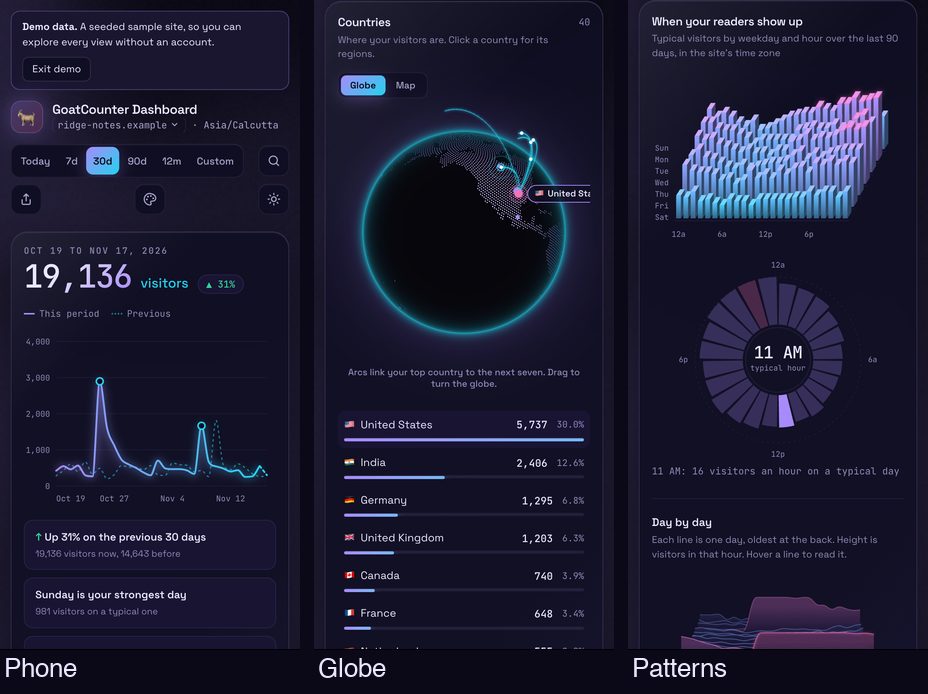 Demo data. A seeded sample site, so you can
explore every view without an account.
Exit demo
GoatCounter Dashboard
ridge-notes.example · Asia/Calcutta
Today 7d 30d 90d 12m Custom
OCT 19 TO NOV 17, 2026
19,136 visitors ▲ 31%
This period Previous
4,000
3,000
2,000
1,000
0
Oct 19 Oct 27 Nov 4 Nov 12
↑ Up 31% on the previous 30 days
19,136 visitors now, 14,643 before
Sunday is your strongest day
981 visitors on a typical one
Phone
Countries 40
Where your visitors are. Click a country for its
regions.
Globe Map
United Sta
Arcs link your top country to the next seven. Drag to
turn the globe.
United States 5,737 30.0%
India 2,406 12.6%
Germany 1,295 6.8%
United Kingdom 1,203 6.3%
Canada 740 3.9%
France 648 3.4%
Globe
When your readers show up
Typical visitors by weekday and hour over the last 90
days, in the site's time zone
Sun
Mon
Tue
Wed
Thu
Fri
Sat
12a 6a 12p 6p
12a
6p 6a
11 AM
typical hour
12p
11 AM: 16 visitors an hour on a typical day
Day by day
Each line is one day, oldest at the back. Height is
visitors in that hour. Hover a line to read it.
Patterns